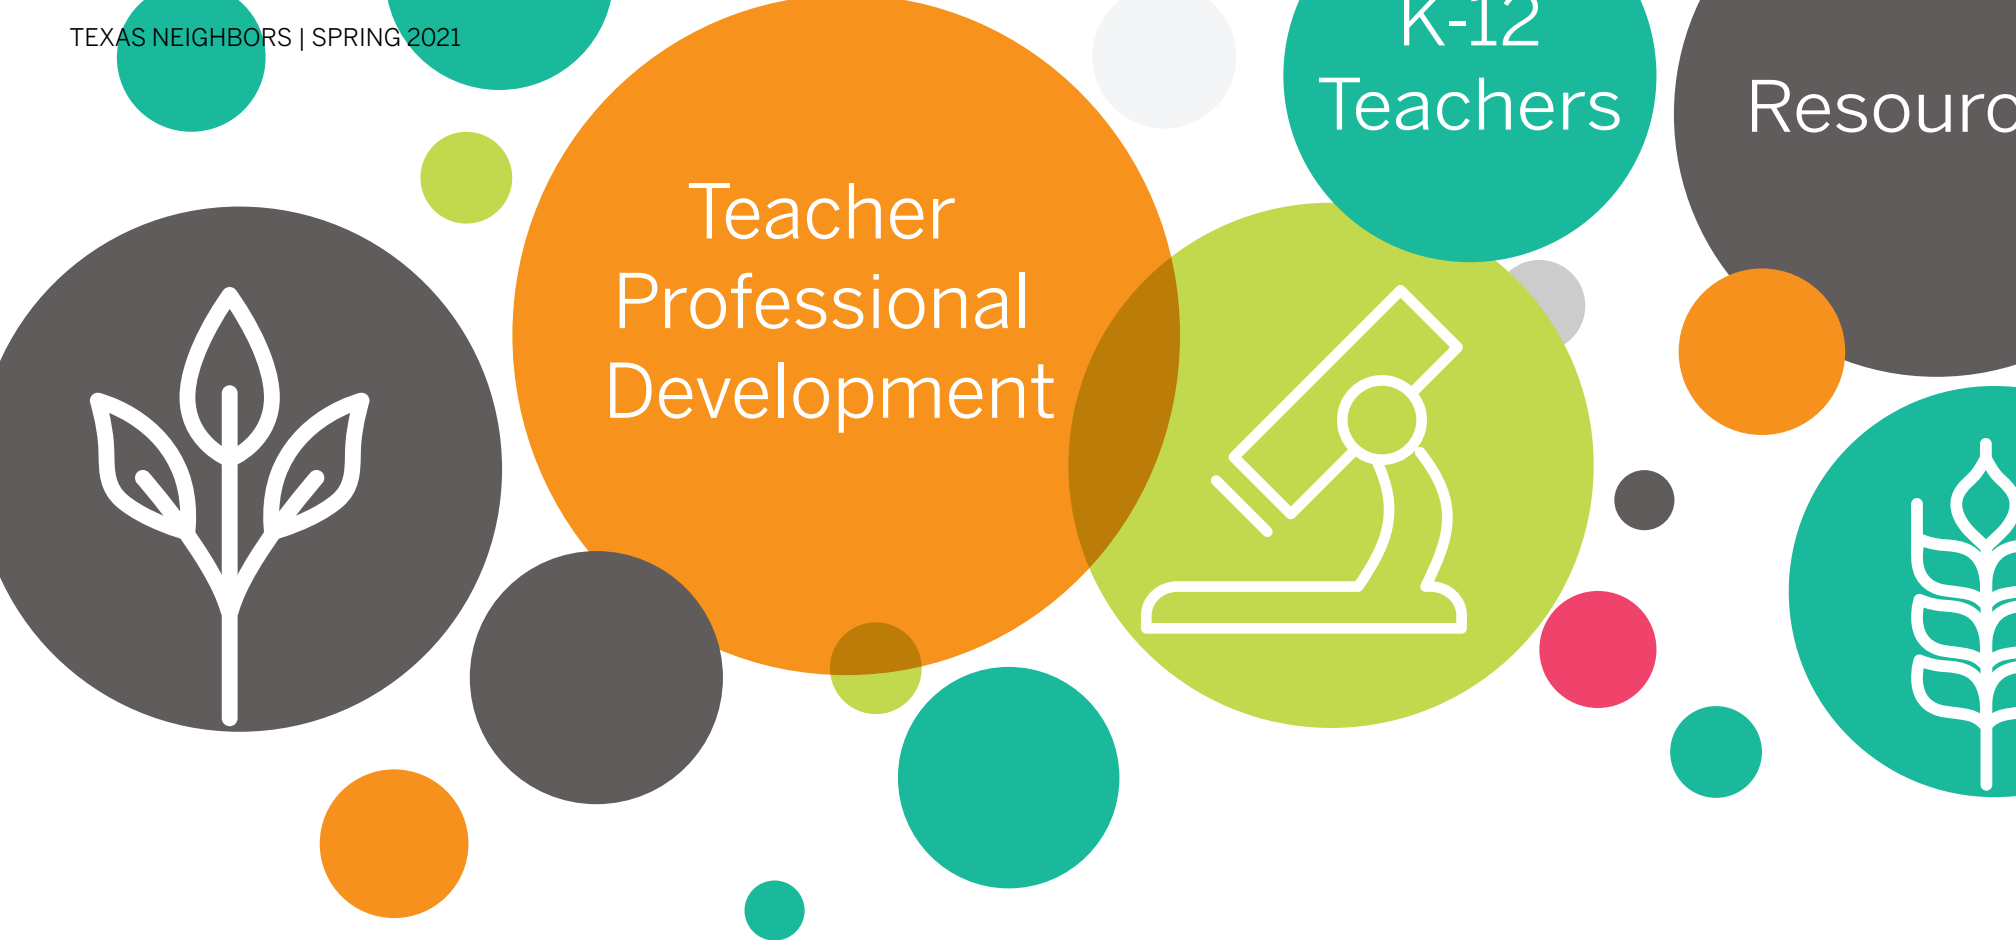 TEXAS NEIGHBORS | SPRING 2021
K-12
Teachers
Teacher
Professional
Development